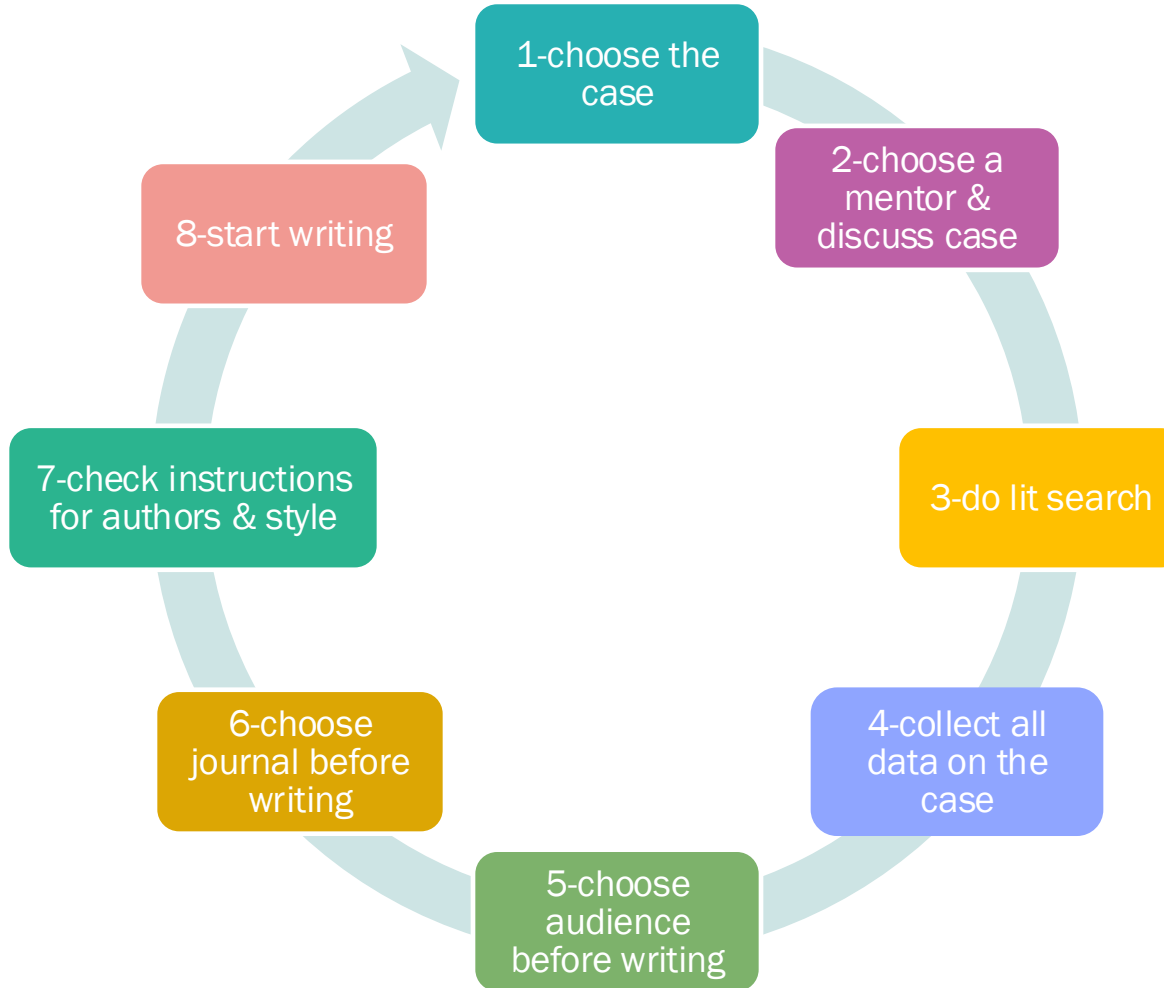 1-choose the
case
2-choose a
mentor &
discuss case
3-do lit search
4-collect all
data on the
case
5-choose
audience
before writing
6-choose
journal before
writing
7-check instructions
for authors & style
8-start writing